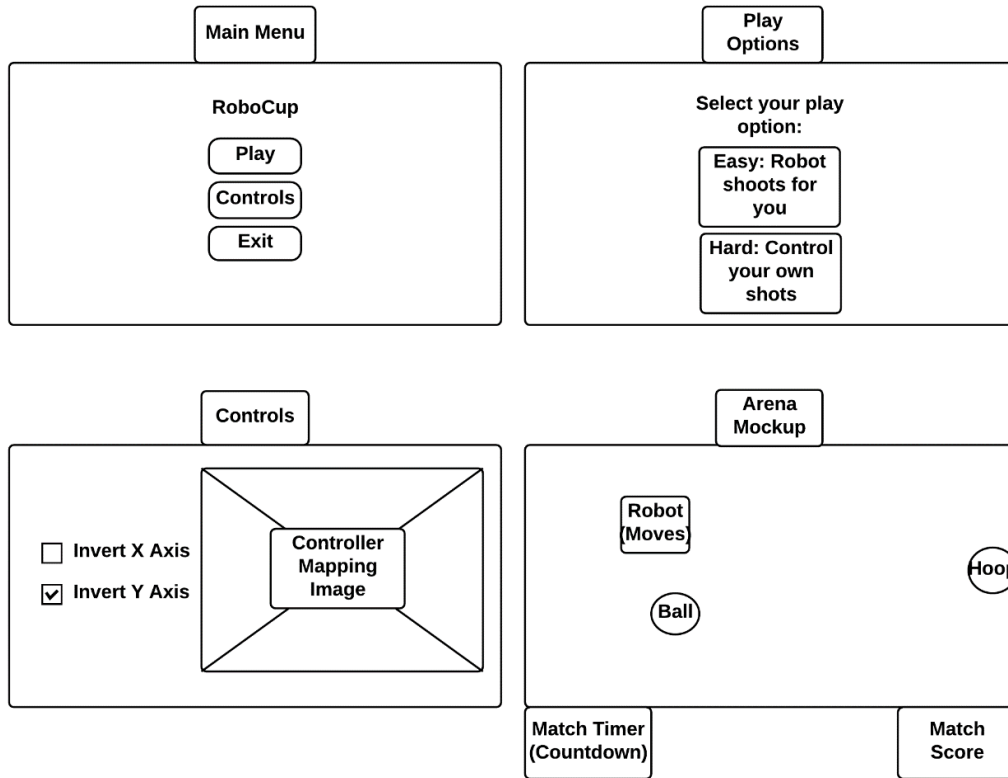 Main Menu
RoboCup
Play
Controls
Exit
Play
Options
Select your play
option:
Easy: Robot
shoots for
you
Hard: Control
your own
shots
Controls
Invert X Axis
Invert Y Axis
Controller
Mapping
Image
Arena
Mockup
Robot
(Moves)
Ball
Hoop
Match Timer
(Countdown)
Match
Score